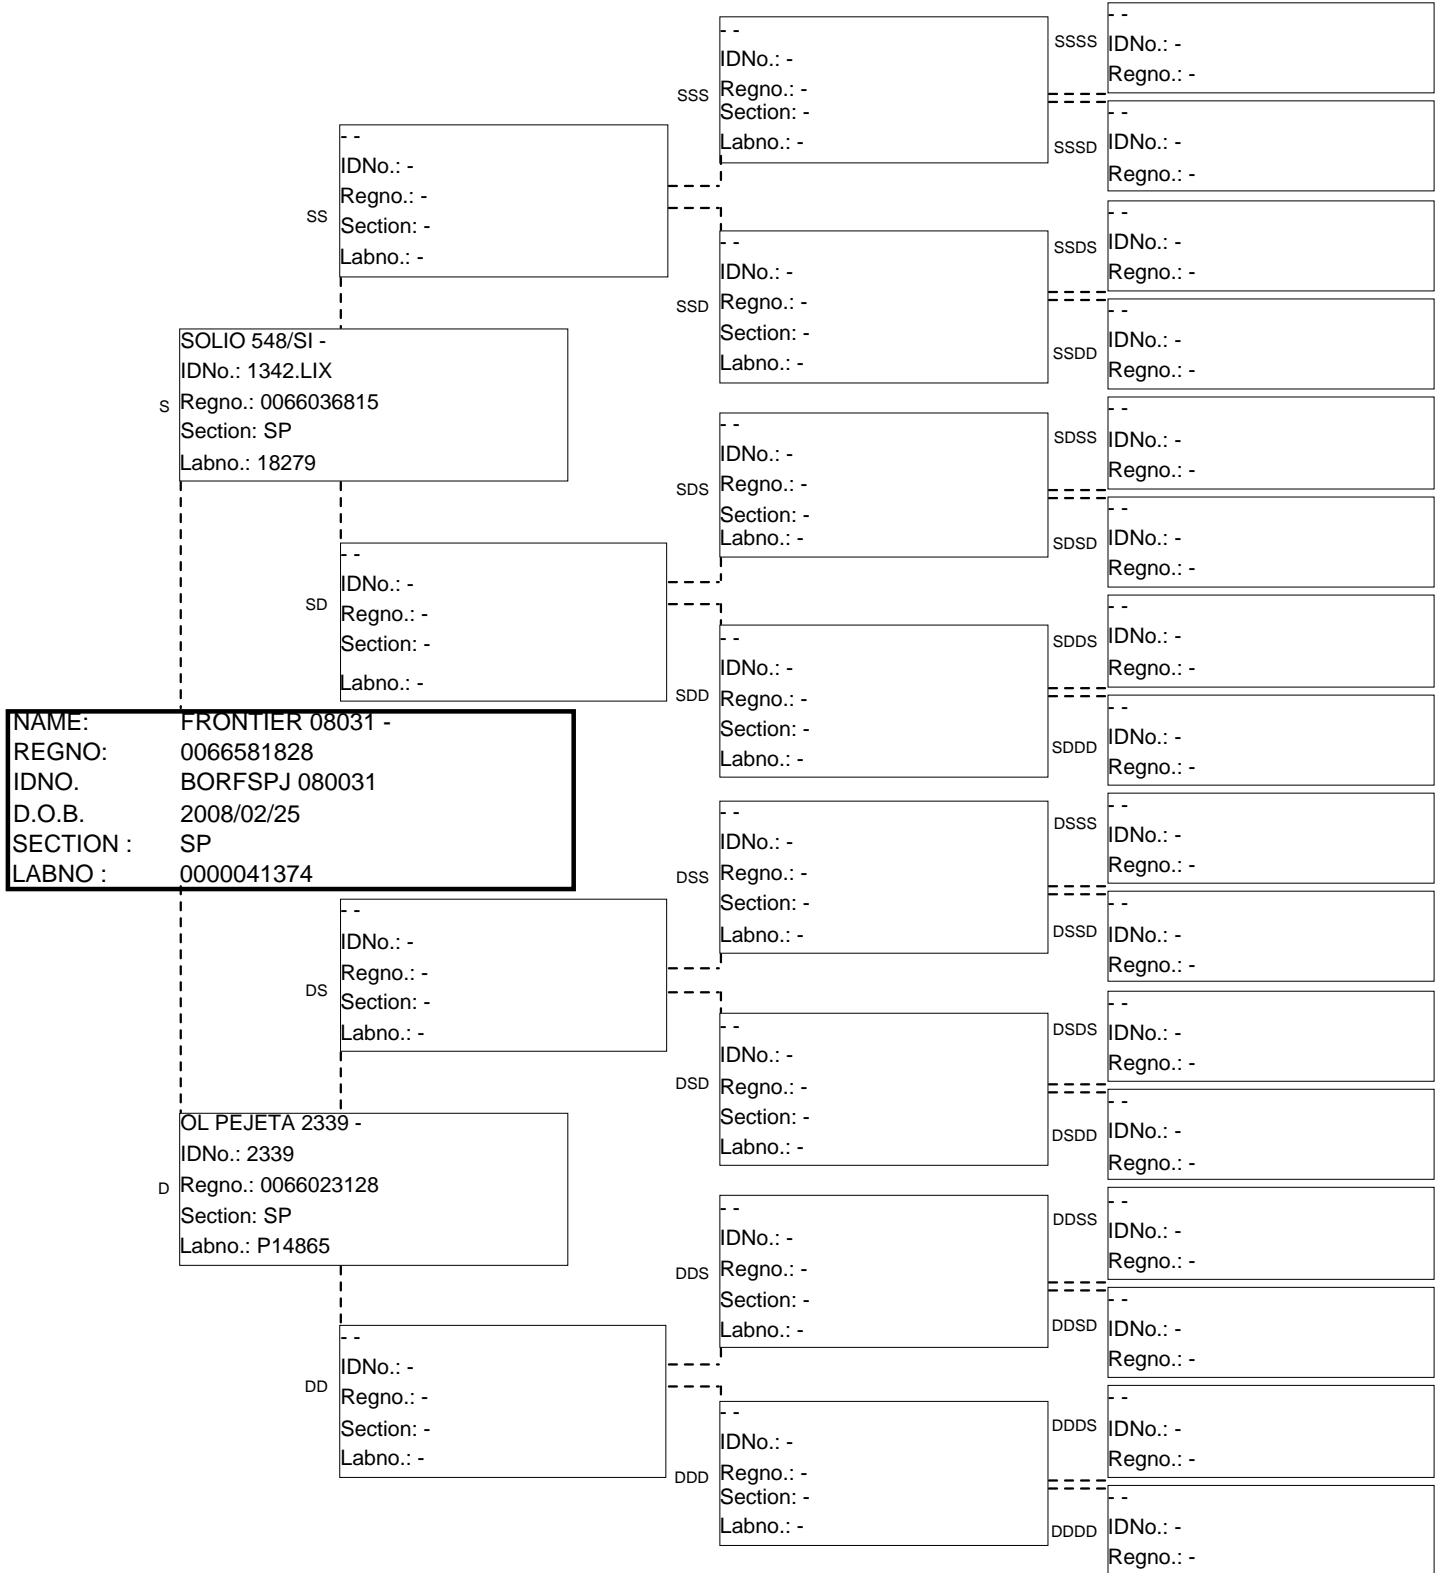 SSSS
- -
IDNo.: -
Regno.: -
SSS
- -
IDNo.: -
Regno.: -
Section: -
Labno.: -
SSSD
- -
IDNo.: -
Regno.: -
SS
- -
IDNo.: -
Regno.: -
Section: -
Labno.: -
SSDS
- -
IDNo.: -
Regno.: -
SSD
- -
IDNo.: -
Regno.: -
Section: -
Labno.: -
SSDD
- -
IDNo.: -
Regno.: -
S
SOLIO 548/SI -
IDNo.: 1342.LIX
Regno.: 0066036815
Section: SP
Labno.: 18279
SDSS
- -
IDNo.: -
Regno.: -
SDS
- -
IDNo.: -
Regno.: -
Section: -
Labno.: -
SDSD
- -
IDNo.: -
Regno.: -
SD
- -
IDNo.: -
Regno.: -
Section: -
Labno.: -
SDDS
- -
IDNo.: -
Regno.: -
SDD
- -
IDNo.: -
Regno.: -
Section: -
Labno.: -
SDDD
- -
IDNo.: -
Regno.: -
NAME: FRONTIER 08031 -
REGNO: 0066581828
IDNO. BORFSPJ 080031
D.O.B. 2008/02/25
SECTION : SP
LABNO : 0000041374
DSSS
- -
IDNo.: -
Regno.: -
DSS
- -
IDNo.: -
Regno.: -
Section: -
Labno.: -
DSSD
- -
IDNo.: -
Regno.: -
DS
- -
IDNo.: -
Regno.: -
Section: -
Labno.: -
DSDS
- -
IDNo.: -
Regno.: -
DSD
- -
IDNo.: -
Regno.: -
Section: -
Labno.: -
DSDD
- -
IDNo.: -
Regno.: -
D
OL PEJETA 2339 -
IDNo.: 2339
Regno.: 0066023128
Section: SP
Labno.: P14865
DDSS
- -
IDNo.: -
Regno.: -
DDS
- -
IDNo.: -
Regno.: -
Section: -
Labno.: -
DDSD
- -
IDNo.: -
Regno.: -
DD
- -
IDNo.: -
Regno.: -
Section: -
Labno.: -
DDDS
- -
IDNo.: -
Regno.: -
DDD
- -
IDNo.: -
Regno.: -
Section: -
Labno.: -
DDDD
- -
IDNo.: -
Regno.: -